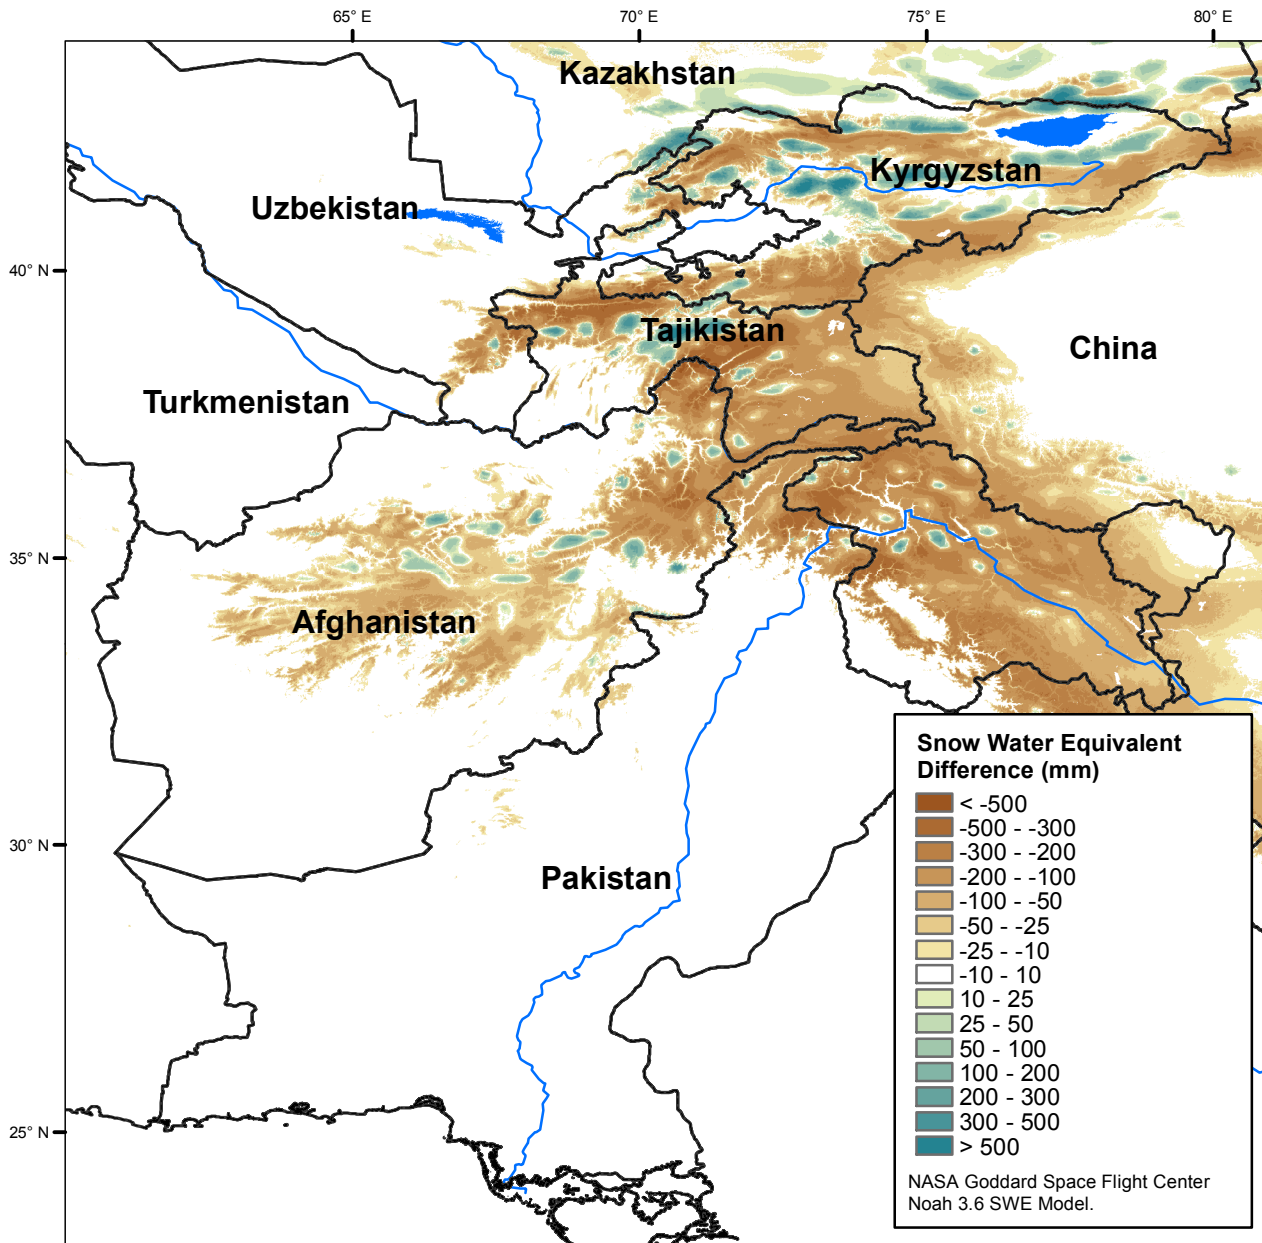 65° E
70° E
75° E
80° E
Kazakhstan
Kyrgyzstan
Uzbekistan
40° N
Tajikistan
China
Turkmenistan
35° N
Afghanistan
30° N
Pakistan
25° N
Snow Water Equivalent
Difference (mm)
< -500
-500 - -300
-300 - -200
-200 - -100
-100 - -50
-50 - -25
-25 - -10
-10 - 10
10 - 25
25 - 50
50 - 100
100 - 200
200 - 300
300 - 500
> 500
NASA Goddard Space Flight Center
Noah 3.6 SWE Model.